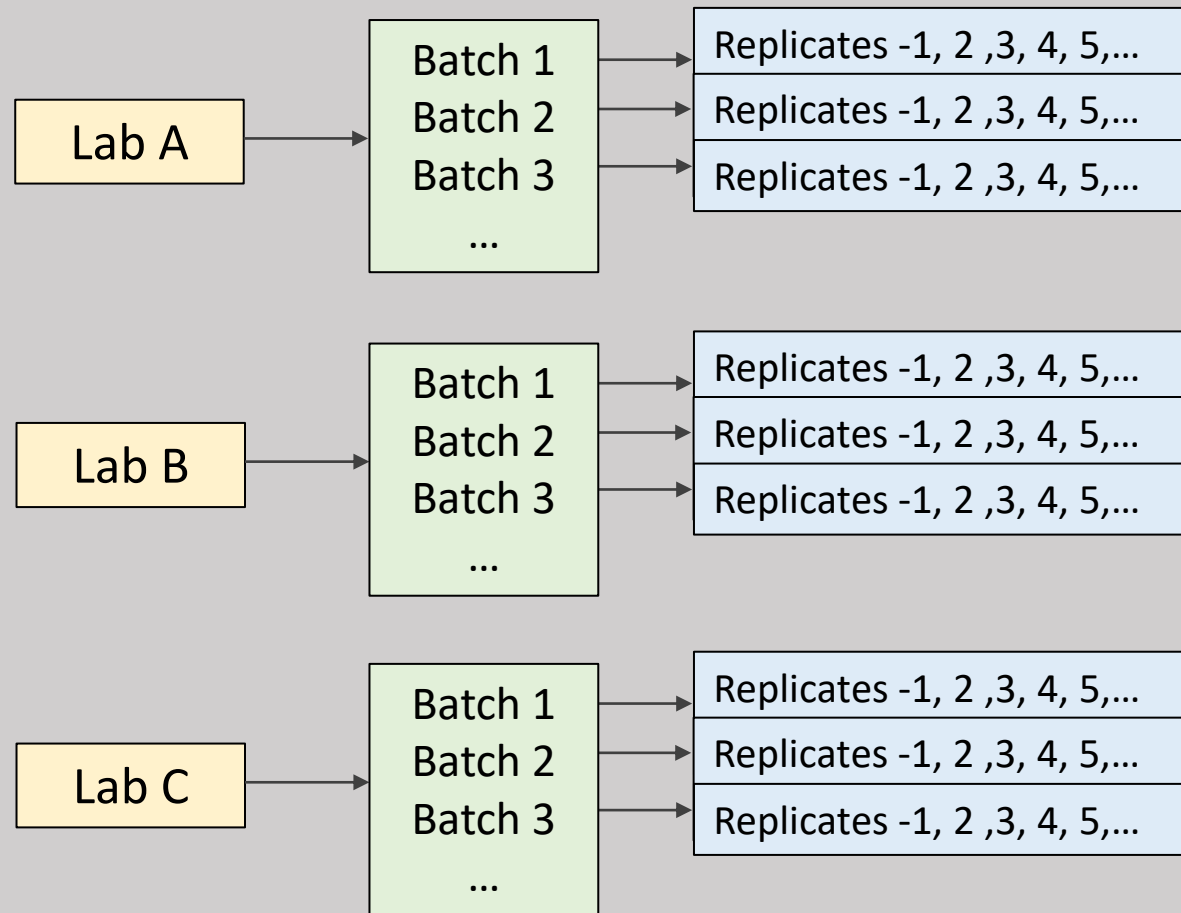 Lab A
Batch 1
Batch 2
Batch 3
...
Replicates -1, 2 ,3, 4, 5,...
Replicates -1, 2 ,3, 4, 5,...
Replicates -1, 2 ,3, 4, 5,...
Lab B
Batch 1
Batch 2
Batch 3
...
Replicates -1, 2 ,3, 4, 5,...
Replicates -1, 2 ,3, 4, 5,...
Replicates -1, 2 ,3, 4, 5,...
Lab C
Batch 1
Batch 2
Batch 3
...
Replicates -1, 2 ,3, 4, 5,...
Replicates -1, 2 ,3, 4, 5,...
Replicates -1, 2 ,3, 4, 5,...